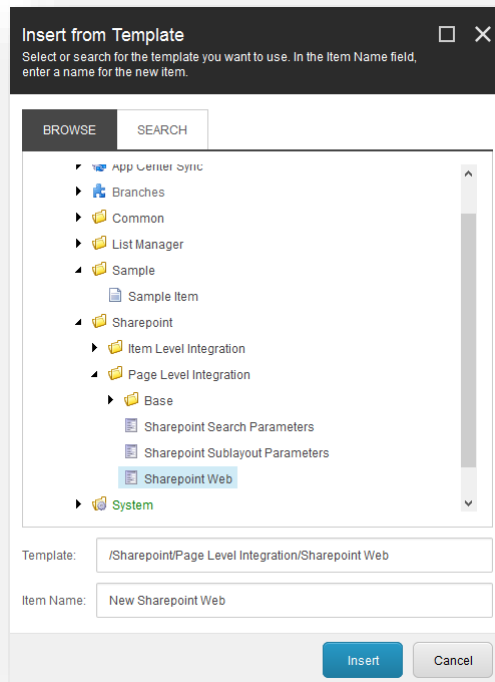 Insert from Template
Select or search for the template you want to use. In the Item Name field,
enter a name for the new item.
BROWSE SEARCH
App Center Sync
Branches
Common
List Manager
Sample
Sample Item
Sharepoint
Item Level Integration
Page Level Integration
Base
Sharepoint Search Parameters
Sharepoint Sublayout Parameters
Sharepoint Web
System
Template: /Sharepoint/Page Level Integration/Sharepoint Web
Item Name: New Sharepoint Web
Insert Cancel